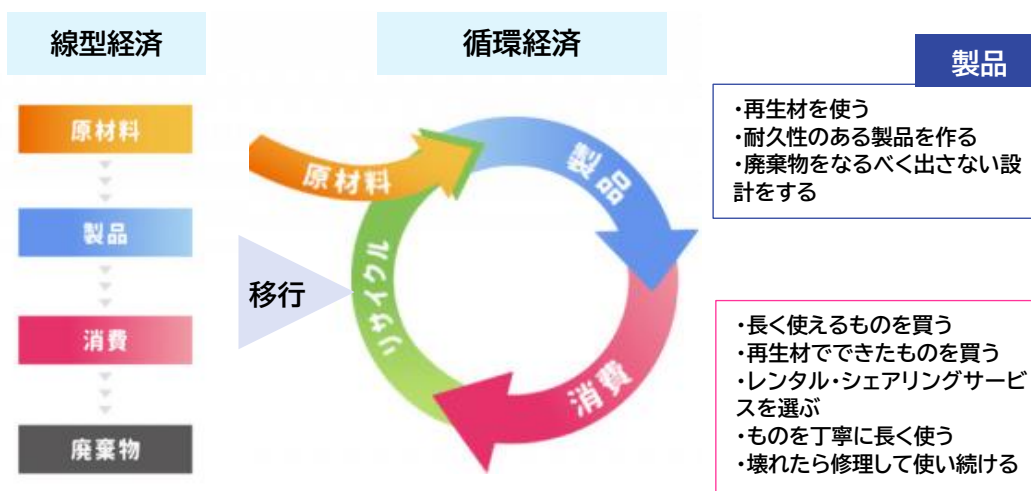 線型経済
原材料
製品
消費
廃棄物
移行
循環経済
原材料
製品
消費
リサイクル
製品
・再生材を使う
・耐久性のある製品を作る
・廃棄物をなるべく出さない設
計をする
・長く使えるものを買う
・再生材でできたものを買う
・レンタル・シェアリングサービ
スを選ぶ
・ものを丁寧に長く使う
・壊れたら修理して使い続ける